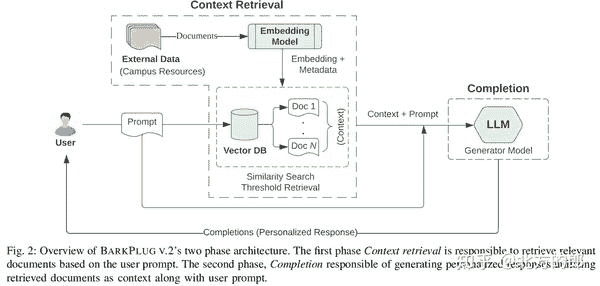 Context Retrieval
Documents
Embedding
Model
External Data
(Campus Resources)
Embedding +
Metadata
Completion
User
Prompt
Vector DB
Doc 1
Doc N
(Context)
Context + Prompt
LLM
Generator Model
Similarity Search
Threshold Retrieval
Completions (Personalized Response)
Fig. 2: Overview of BARKPLUG V.2's two phase architecture. The first phase Context retrieval is responsible to retrieve relevant
documents based on the user prompt. The second phase, Completion responsible of generating personalized responses utilizing
retrieved documents as context along with user prompt.